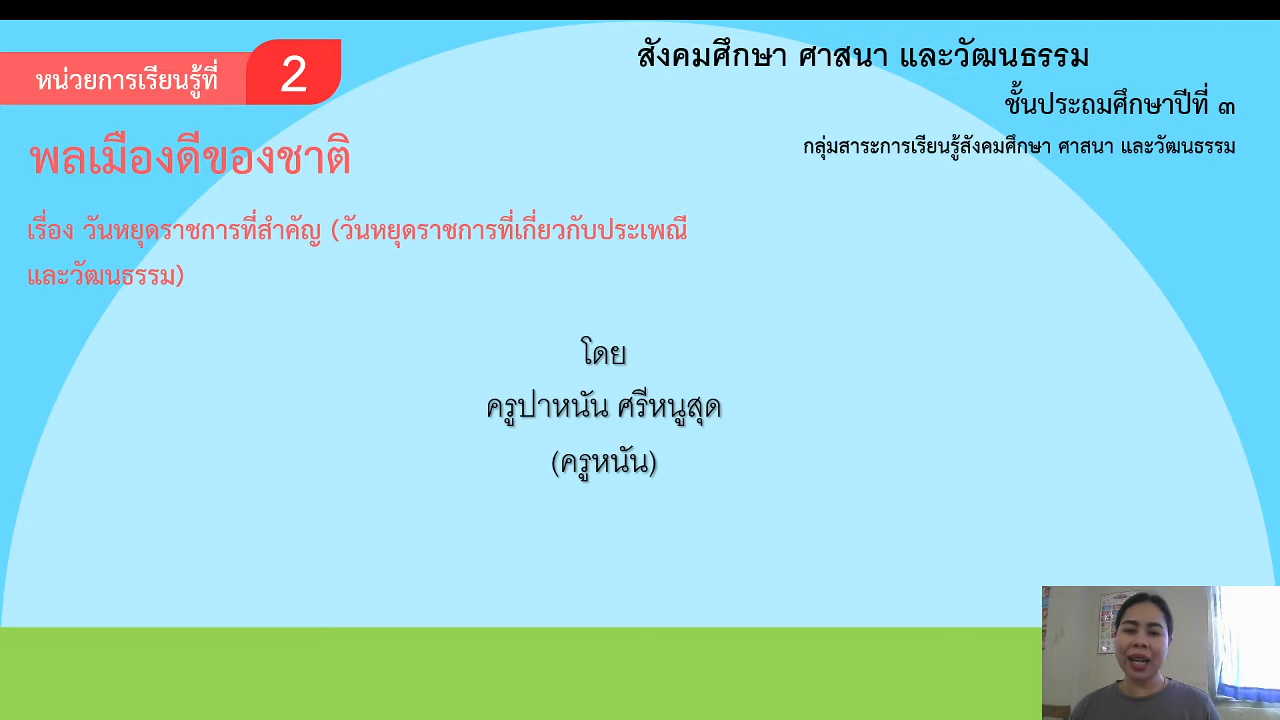 หน่วยการเรียนรู้ที่ 2
สังคมศึกษา ศาสนา และวัฒนธรรม
ชั้นประถมศึกษาปีที่ ๓
กลุ่มสาระการเรียนรู้สังคมศึกษา ศาสนา และวัฒนธรรม
พลเมืองดีของชาติ
เรื่อง วันหยุดราชการที่สำคัญ (วันหยุดราชการที่เกี่ยวกับประเพณี
และวัฒนธรรม)
โดย
ครูปาหนัน ศรีหนูสุด
(ครูหนัน)